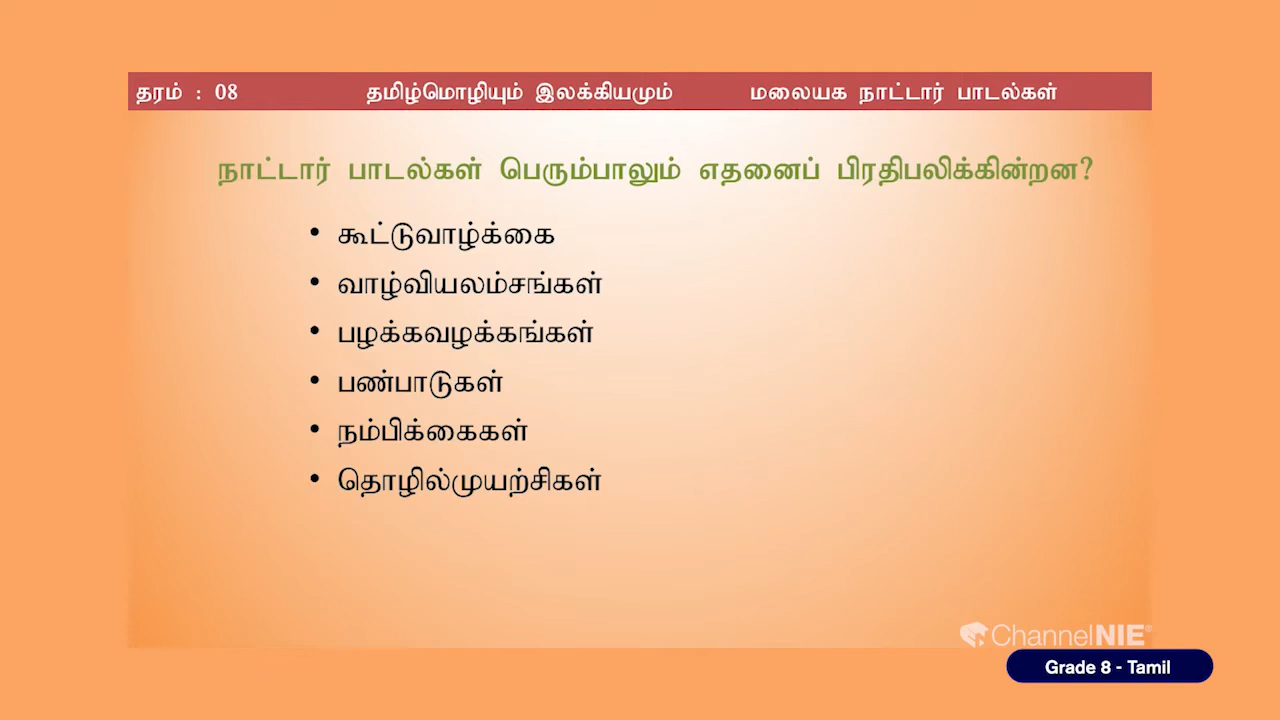 தரம் : 08 தமிழ்மொழியும் இலக்கியமும் மலையக நாட்டார் பாடல்கள்
நாட்டார் பாடல்கள் பெரும்பாலும் எதனைப் பிரதிபலிக்கின்றன?
• கூட்டுவாழ்க்கை
• வாழ்வியலம்சங்கள்
• பழக்கவழக்கங்கள்
• பண்பாடுகள்
• நம்பிக்கைகள்
• தொழில்முயற்சிகள்
ChannelNIE®
Grade 8 - Tamil